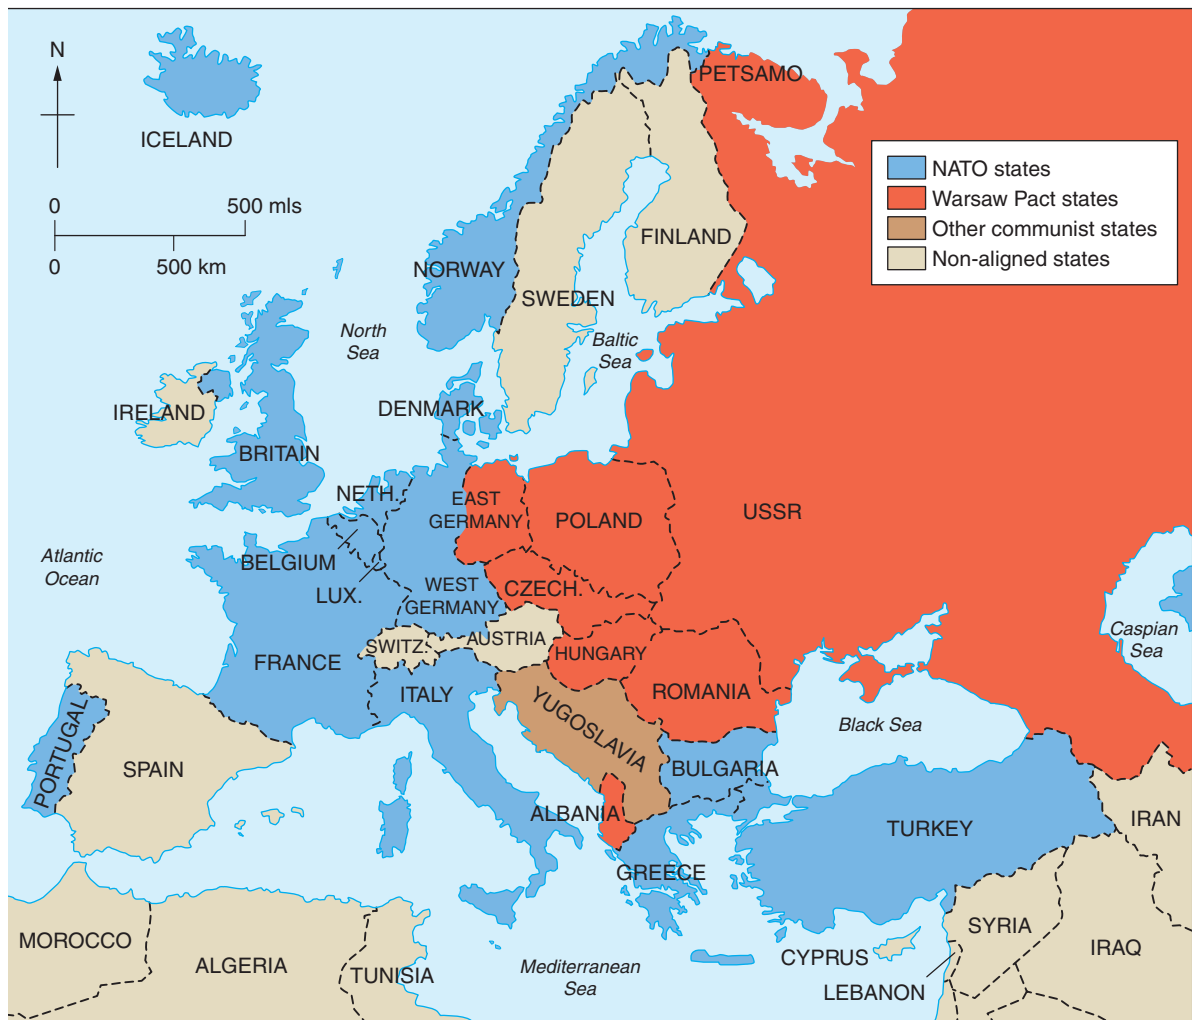 N
ICELAND
0 500 mls
0 500 km
PETSAMO
NATO states
Warsaw Pact states
Other communist states
Non-aligned states
FINLAND
NORWAY
SWEDEN
North
Sea
Baltic
Sea
IRELAND
DENMARK
BRITAIN
NETH.
EAST
GERMANY
POLAND
USSR
Atlantic
Ocean
BELGIUM
LUX.
WEST
GERMANY
CZECH.
SWITZ.
AUSTRIA
HUNGARY
Caspian
Sea
FRANCE
ITALY
ROMANIA
YUGOSLAVIA
Black Sea
PORTUGAL
SPAIN
BULGARIA
ALBANIA
TURKEY
IRAN
GREECE
MOROCCO
ALGERIA
TUNISIA
Mediterranean
Sea
CYPRUS
LEBANON
SYRIA
IRAQ